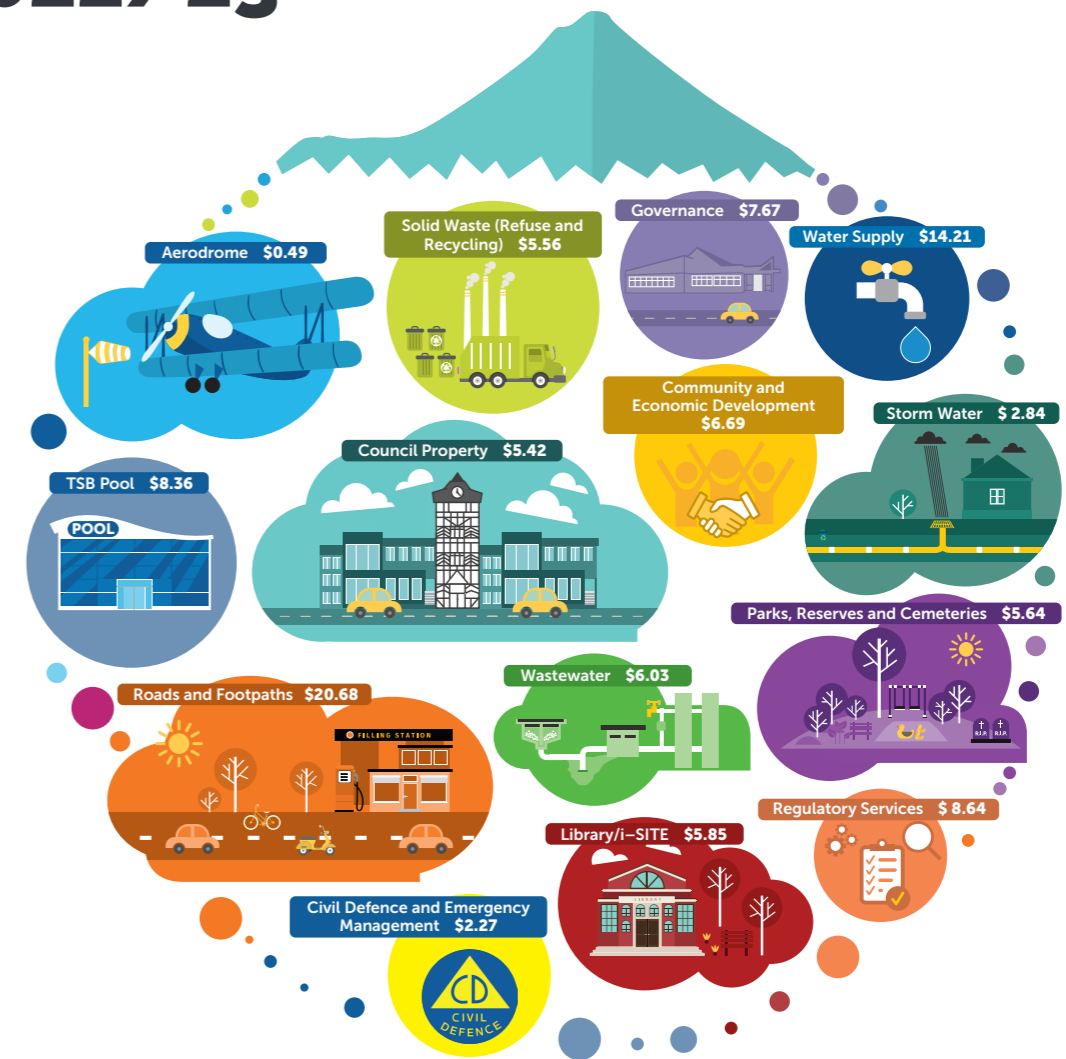 Aerodrome $0.49
Solid Waste (Refuse and
Recycling) $5.56
Governance $7.67
Water Supply $14.21
Community and
Economic Development
$6.69
Storm Water $ 2.84
Council Property $5.42
TSB Pool $8.36
POOL
Parks, Reserves and Cemeteries $5.64
R.I.P. R.I.P.
Wastewater $6.03
Roads and Footpaths $20.68
FILLING STATION
Regulatory Services $ 8.64
Library/i–SITE $5.85
LIBRARY
Civil Defence and Emergency
Management $2.27
CD
CIVIL
DEFENCE